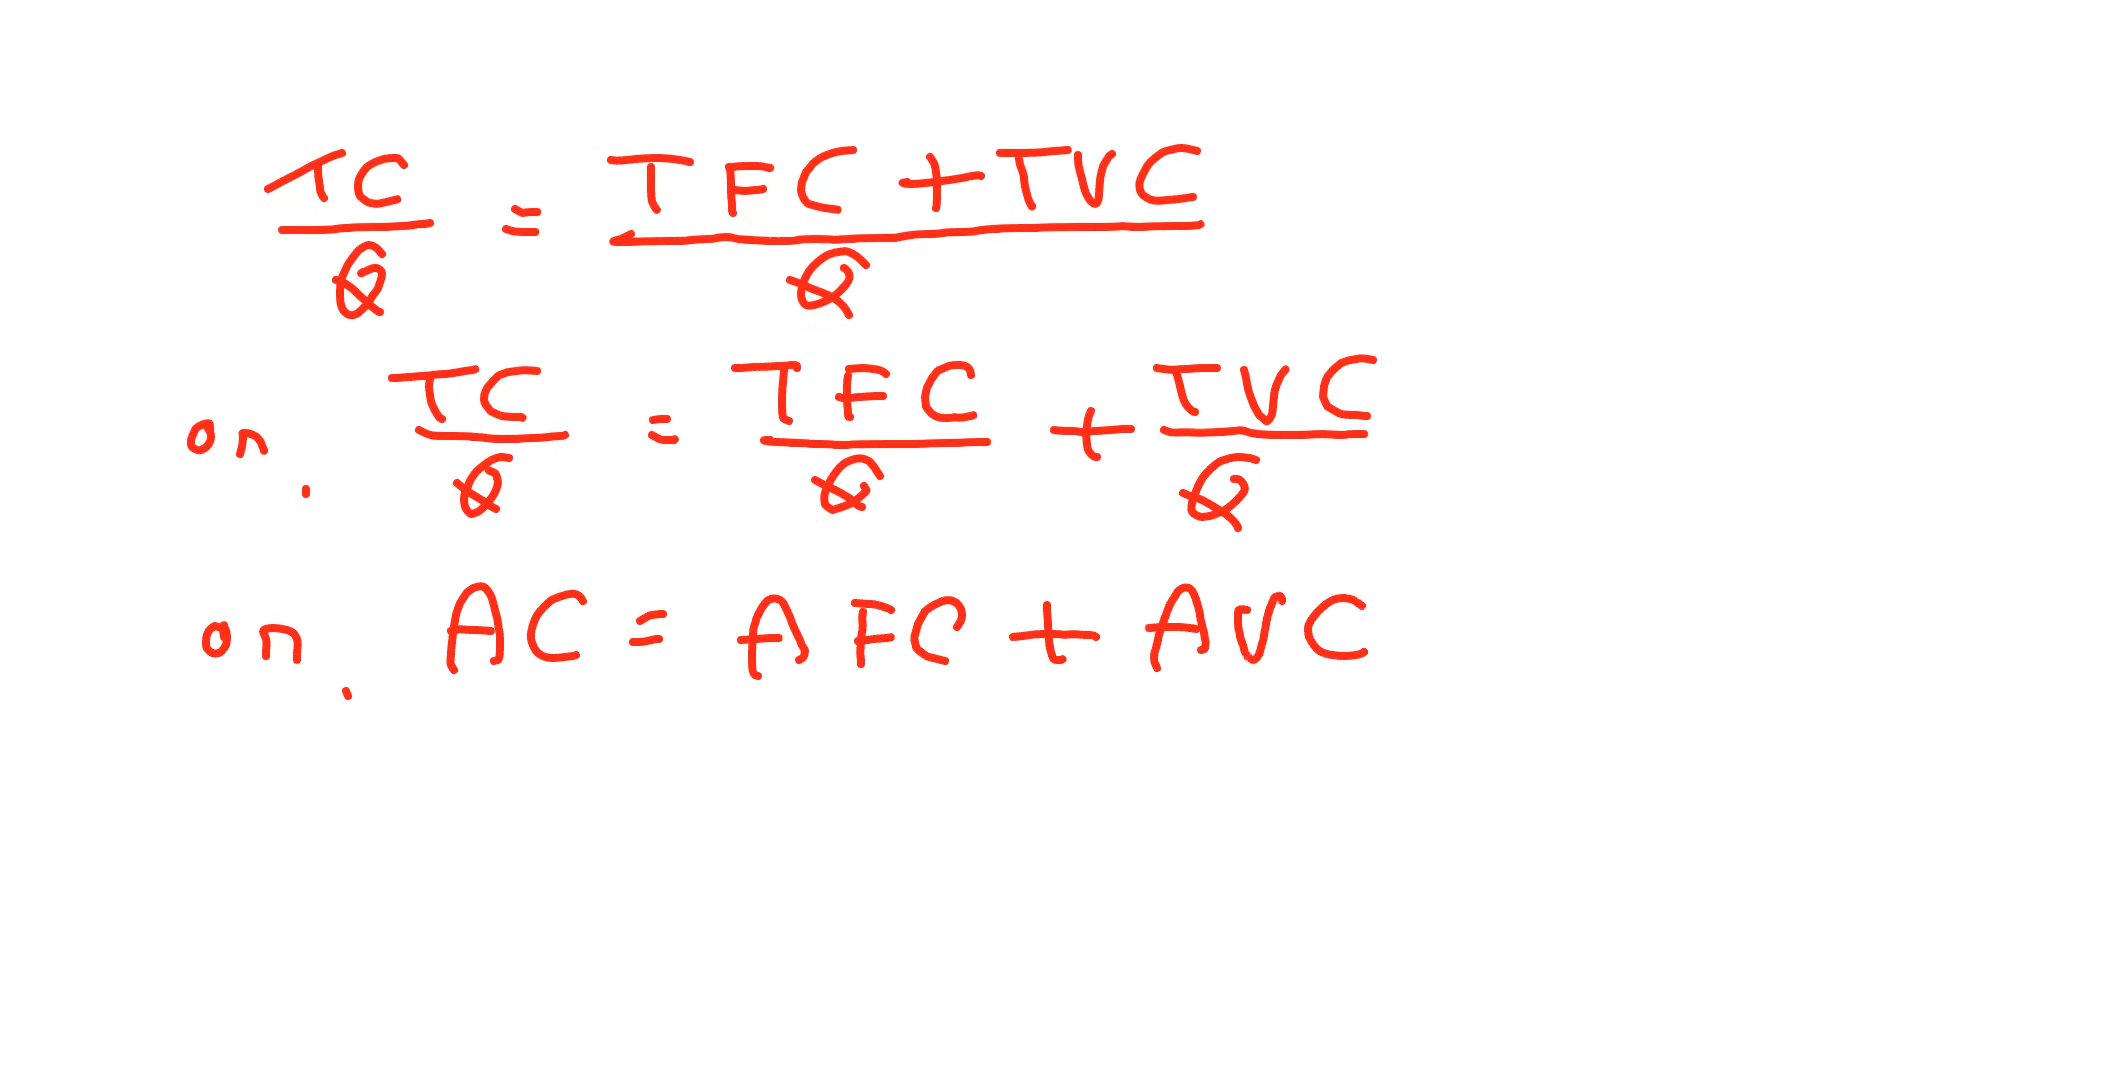 TC/Q = (TFC + TVC)/Q
or, TC/Q = TFC/Q + TVC/Q
or, AC = AFC + AVC